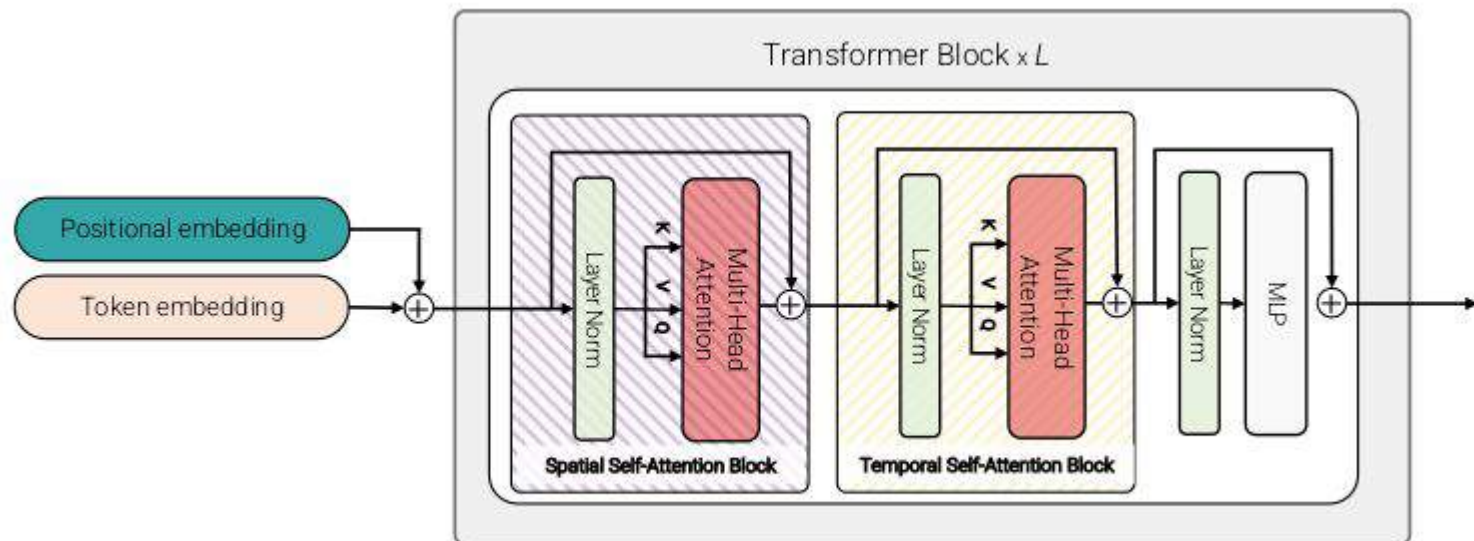 Transformer Block x L
Positional embedding
Token embedding
Layer Norm
K
V
Q
Multi-Head
Attention
Spatial Self-Attention Block
Layer Norm
K
V
Q
Multi-Head
Attention
Temporal Self-Attention Block
Layer Norm
MLP